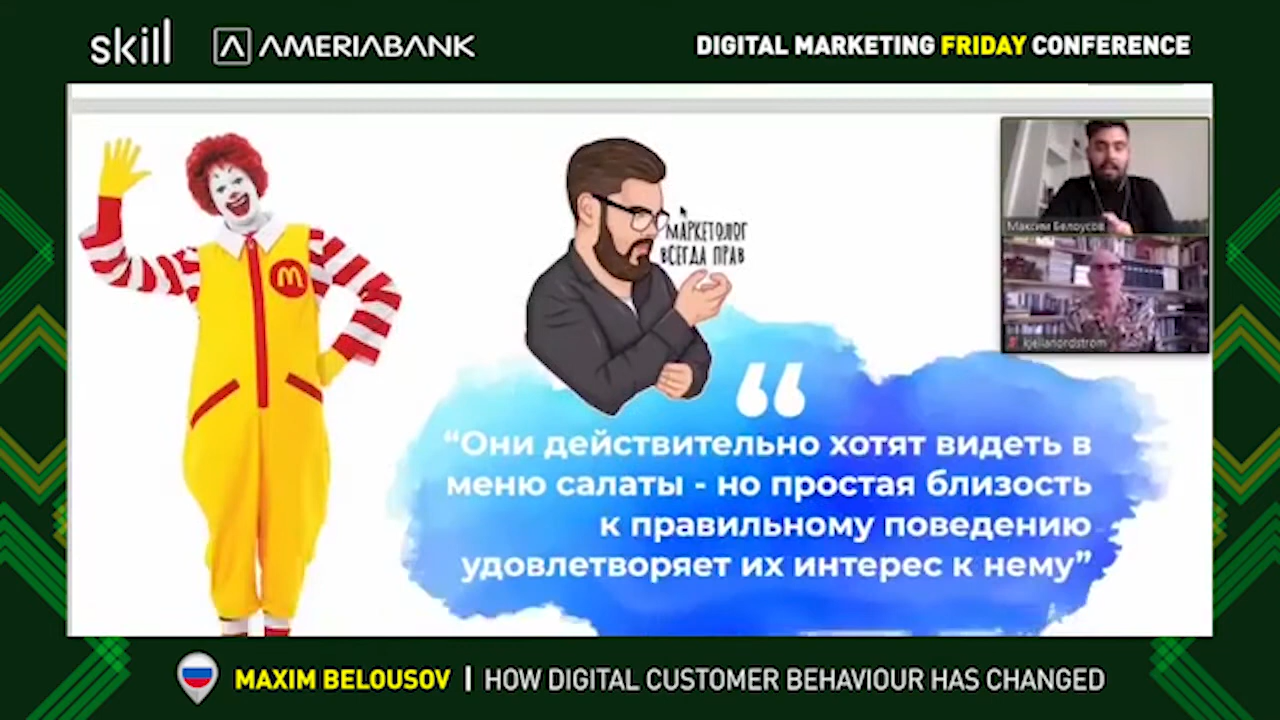 skill
AMERIABANK
DIGITAL MARKETING FRIDAY CONFERENCE
Максим Белоусов
МАРКЕТОЛОГ
ВСЕГДА ПРАВ
kjellanordstrom
“
“Они действительно хотят видеть в
меню салаты - но простая близость
к правильному поведению
удовлетворяет их интерес к нему”
MAXIM BELOUSOV | HOW DIGITAL CUSTOMER BEHAVIOUR HAS CHANGED